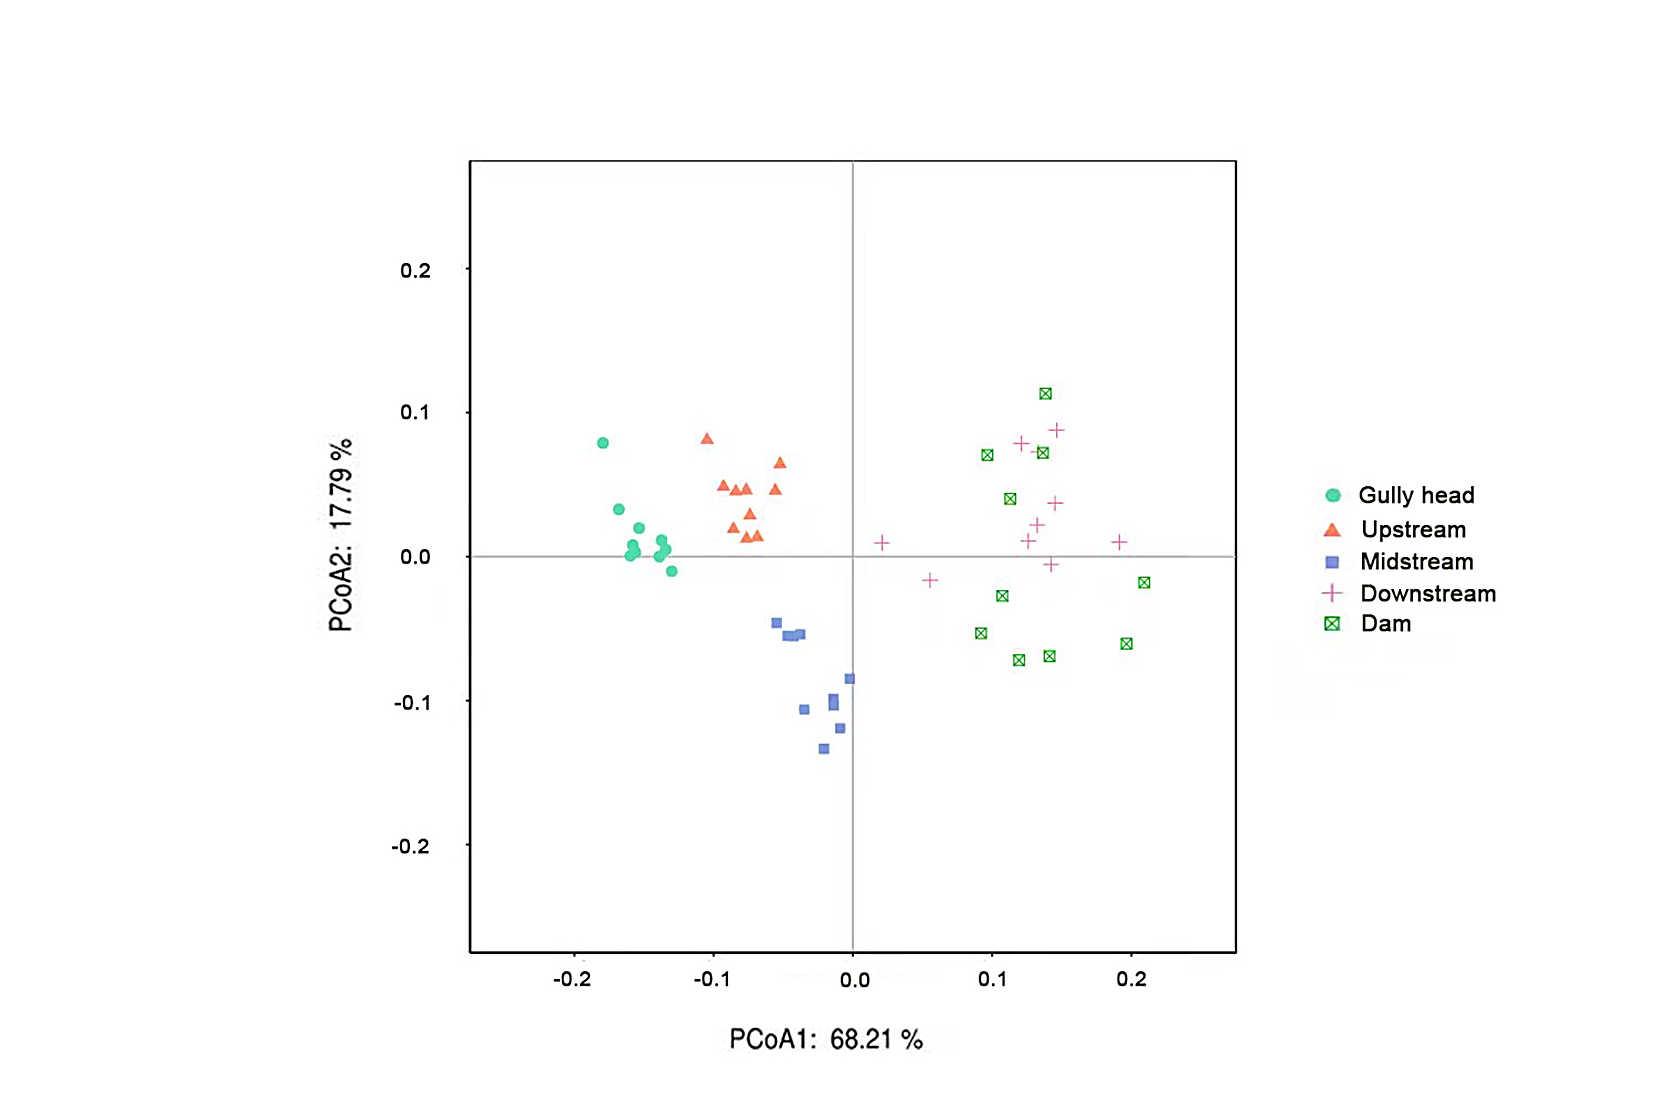 0.2
0.1
0.0
-0.1
-0.2
PCoA2: 17.79 %
-0.2 -0.1 0.0 0.1 0.2
PCoA1: 68.21 %
Gully head
Upstream
Midstream
Downstream
Dam